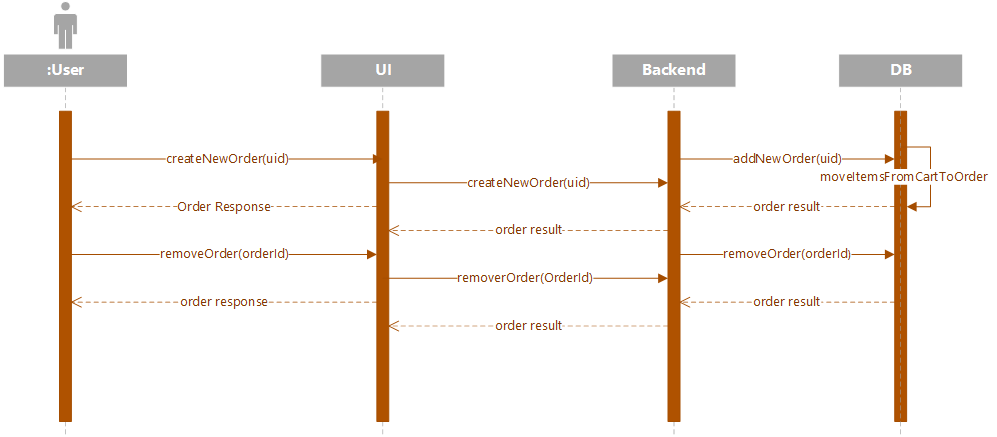 :User
UI
Backend
DB
createNewOrder(uid)
addNewOrder(uid)
moveItemsFromCartToOrder
createNewOrder(uid)
Order Response
order result
order result
removeOrder(orderId)
removeOrder(orderId)
removerOrder(OrderId)
order response
order result
order result